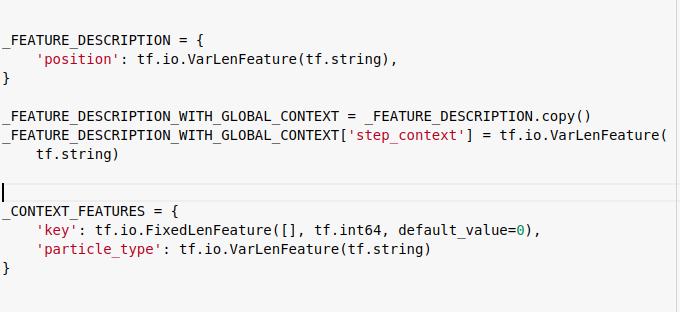 _FEATURE_DESCRIPTION = {
    'position': tf.io.VarLenFeature(tf.string),
}
_FEATURE_DESCRIPTION_WITH_GLOBAL_CONTEXT = _FEATURE_DESCRIPTION.copy()
_FEATURE_DESCRIPTION_WITH_GLOBAL_CONTEXT['step_context'] = tf.io.VarLenFeature(
    tf.string)
_CONTEXT_FEATURES = {
    'key': tf.io.FixedLenFeature([], tf.int64, default_value=0),
    'particle_type': tf.io.VarLenFeature(tf.string)
}